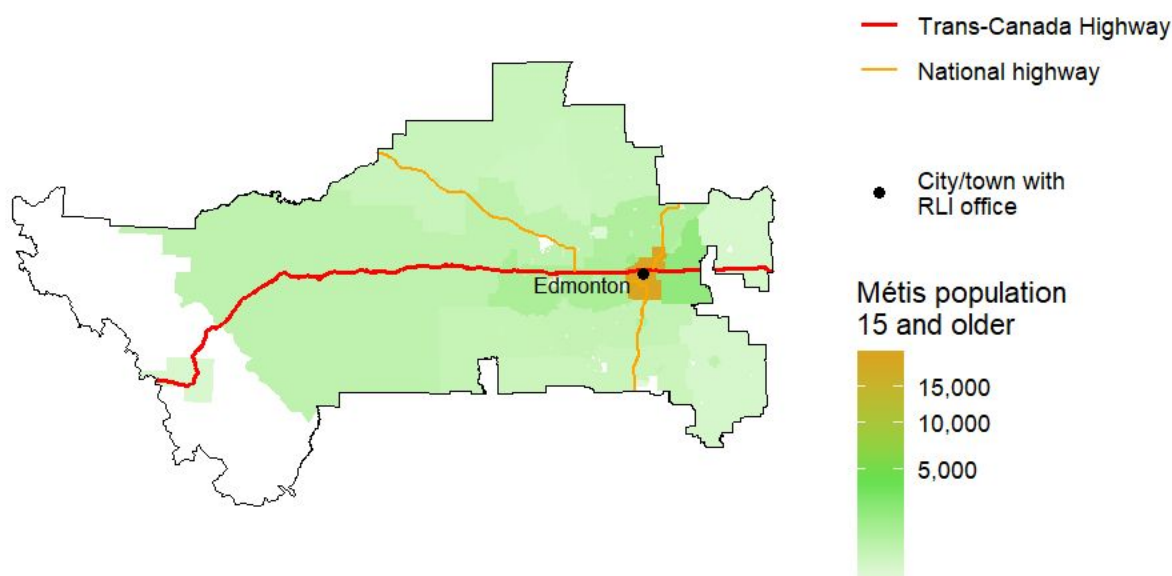 Trans-Canada Highway
National highway
City/town with
RLI office
Edmonton
Métis population
15 and older
15,000
10,000
5,000